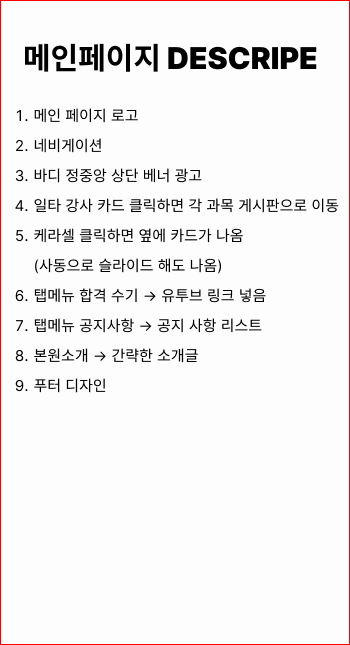 메인페이지 DESCRIPE
1. 메인 페이지 로고
2. 네비게이션
3. 바디 정중앙 상단 베너 광고
4. 일타 강사 카드 클릭하면 각 과목 게시판으로 이동
5. 케라셀 클릭하면 옆에 카드가 나옴
(사동으로 슬라이드 해도 나옴)
6. 탭메뉴 합격 수기 → 유투브 링크 넣음
7. 탭메뉴 공지사항 → 공지 사항 리스트
8. 본원소개 → 간략한 소개글
9. 푸터 디자인